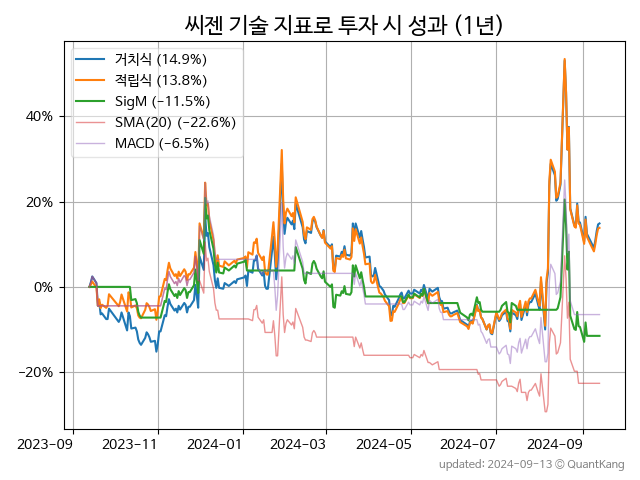 씨젠 기술 지표로 투자 시 성과 (1년)
거치식 (14.9%)
적립식 (13.8%)
SigM (−11.5%)
SMA(20) (−22.6%)
MACD (−6.5%)
40%
20%
0%
−20%
2023-09 2023-11 2024-01 2024-03 2024-05 2024-07 2024-09
updated: 2024-09-13 © QuantKang